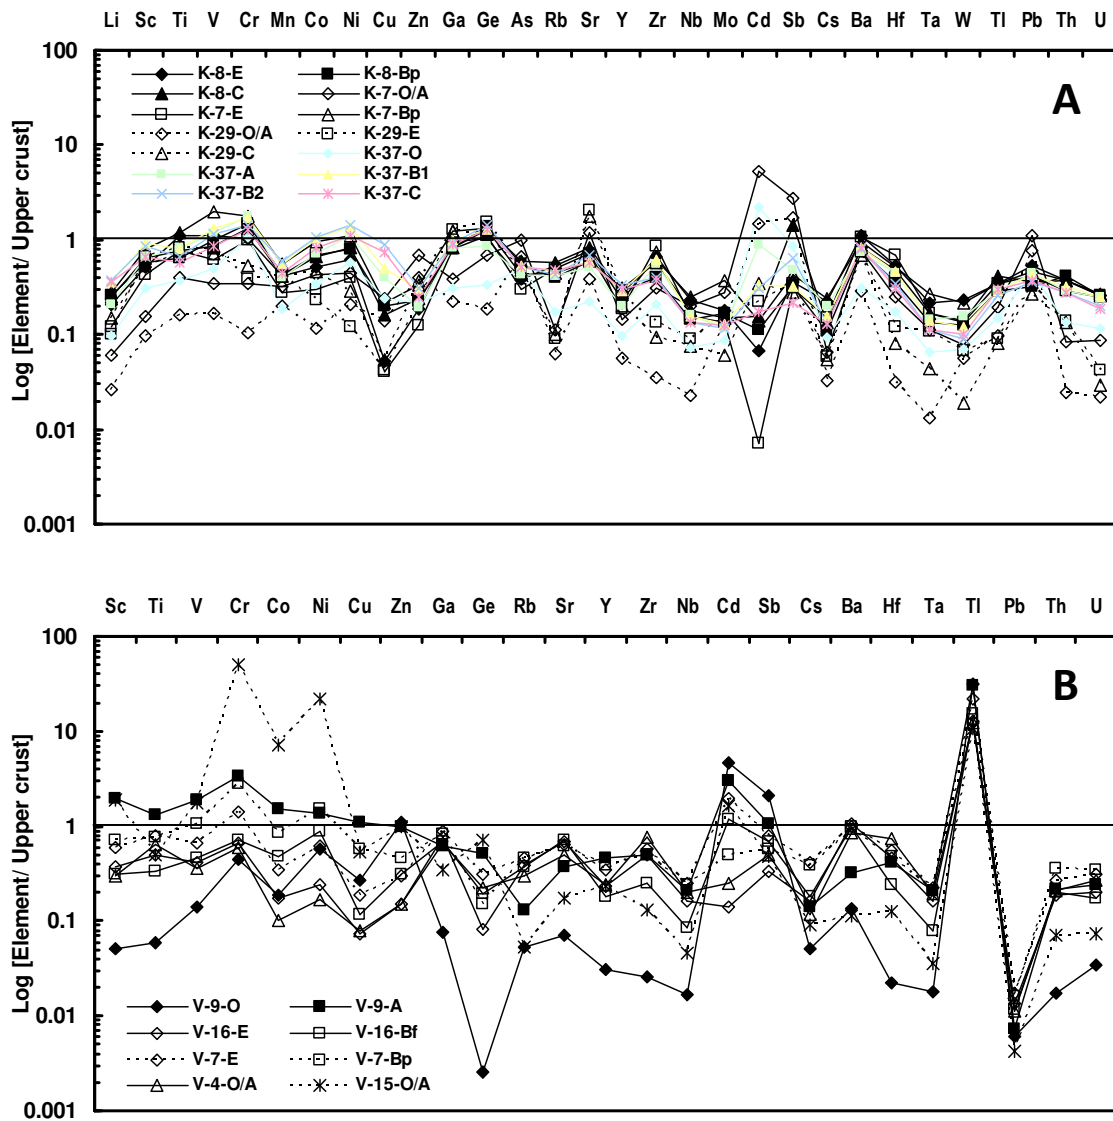 Li Sc Ti V Cr Mn Co Ni Cu Zn Ga Ge As Rb Sr Y Zr Nb Mo Cd Sb Cs Ba Hf Ta W Tl Pb Th U
100
10
1
0.1
0.01
0.001
Log [Element/ Upper crust]
A
K-8-E K-8-Bp
K-8-C K-7-O/A
K-7-E K-7-Bp
K-29-O/A K-29-E
K-29-C K-37-O
K-37-A K-37-B1
K-37-B2 K-37-C
Sc Ti V Cr Co Ni Cu Zn Ga Ge Rb Sr Y Zr Nb Cd Sb Cs Ba Hf Ta Tl Pb Th U
100
10
1
0.1
0.01
0.001
Log [Element/ Upper crust]
B
V-9-O V-9-A
V-16-E V-16-Bf
V-7-E V-7-Bp
V-4-O/A V-15-O/A